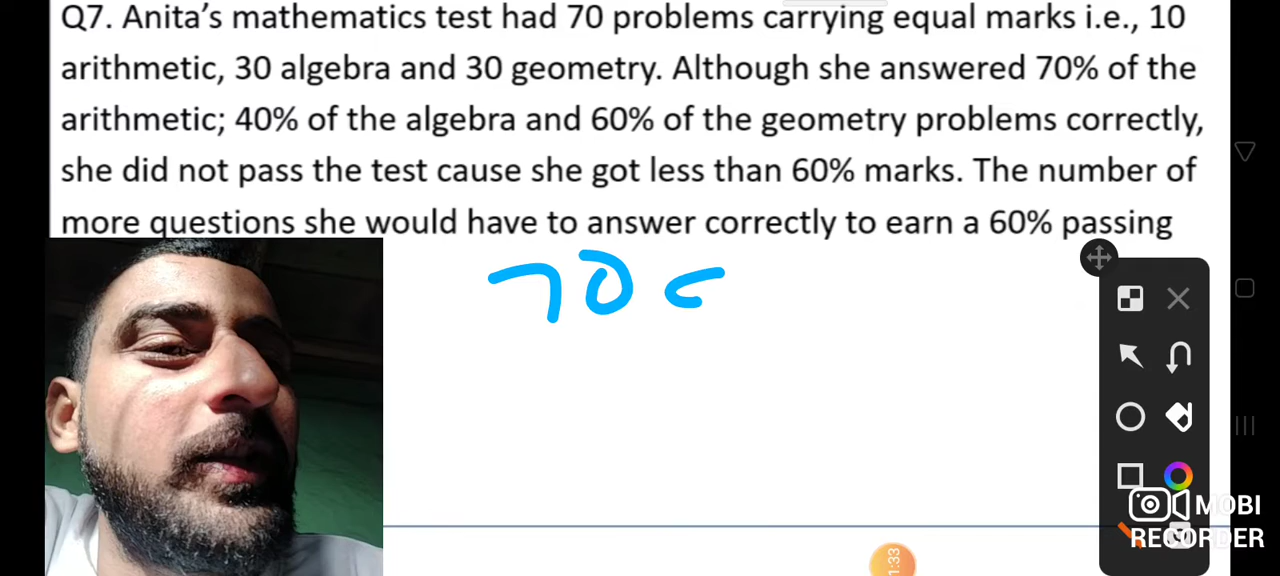 Q7. Anita’s mathematics test had 70 problems carrying equal marks i.e., 10
arithmetic, 30 algebra and 30 geometry. Although she answered 70% of the
arithmetic; 40% of the algebra and 60% of the geometry problems correctly,
she did not pass the test cause she got less than 60% marks. The number of
more questions she would have to answer correctly to earn a 60% passing
70
1:33
MOBI
RECORDER